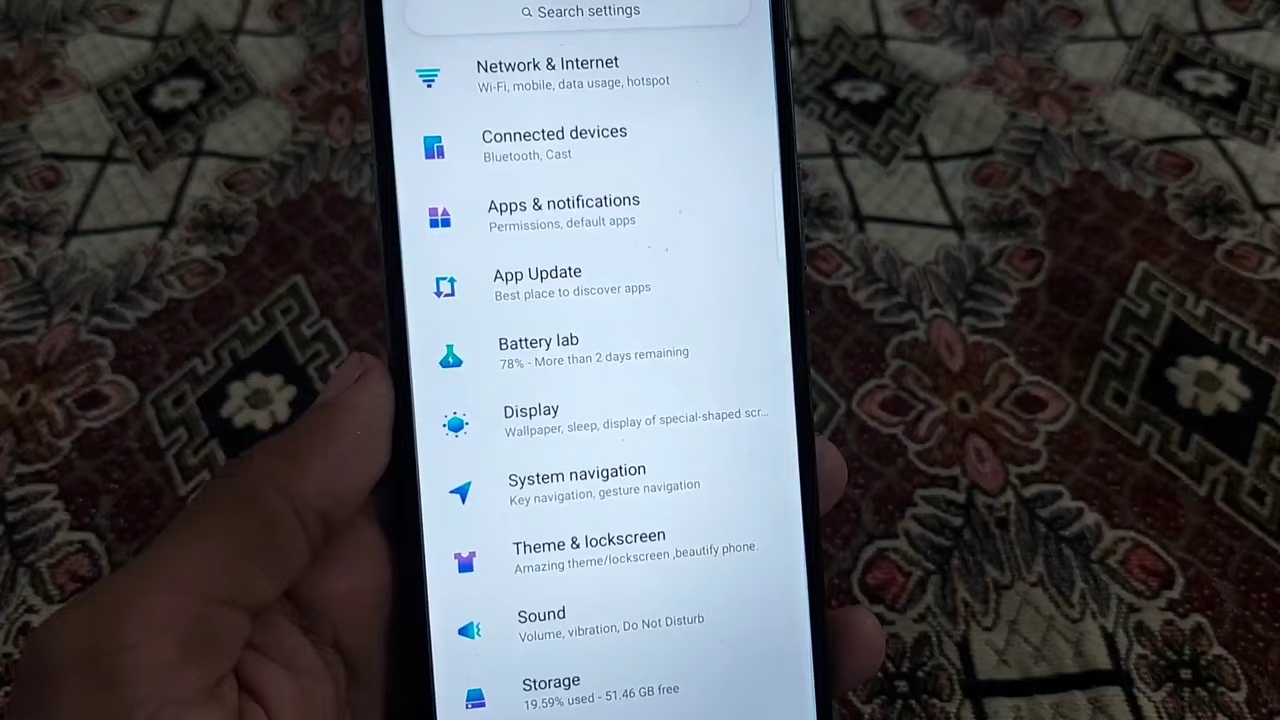 Search settings
Network & Internet
Wi-Fi, mobile, data usage, hotspot
Connected devices
Bluetooth, Cast
Apps & notifications
Permissions, default apps
App Update
Best place to discover apps
Battery lab
78% - More than 2 days remaining
Display
Wallpaper, sleep, display of special-shaped scr...
System navigation
Key navigation, gesture navigation
Theme & lockscreen
Amazing theme/lockscreen ,beautify phone.
Sound
Volume, vibration, Do Not Disturb
Storage
19.59% used - 51.46 GB free